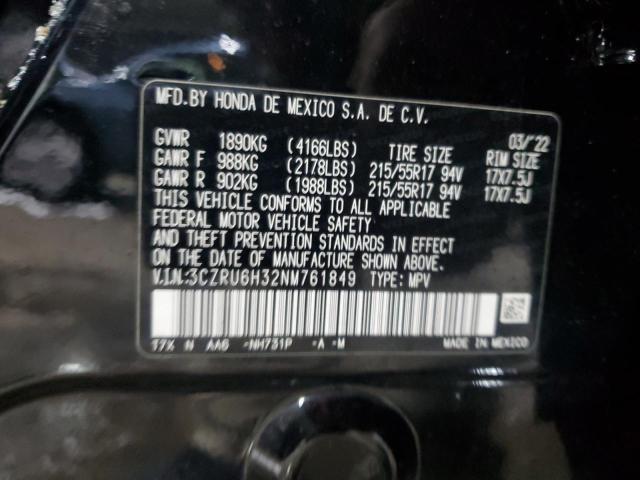 MFD.BY HONDA DE MEXICO S.A. DE C.V.
03/'22
GVWR 1890KG (4166LBS) TIRE SIZE RIM SIZE
GAWR F 988KG (2178LBS) 215/55R17 94V 17X7.5J
GAWR R 902KG (1988LBS) 215/55R17 94V 17X7.5J
THIS VEHICLE CONFORMS TO ALL APPLICABLE
FEDERAL MOTOR VEHICLE SAFETY
AND THEFT PREVENTION STANDARDS IN EFFECT
ON THE DATE OF MANUFACTURE SHOWN ABOVE.
V.I.N.:3CZRU6H32NM761849 TYPE: MPV
T7X N AA6 -NH731P -A -M MADE IN MEXICO